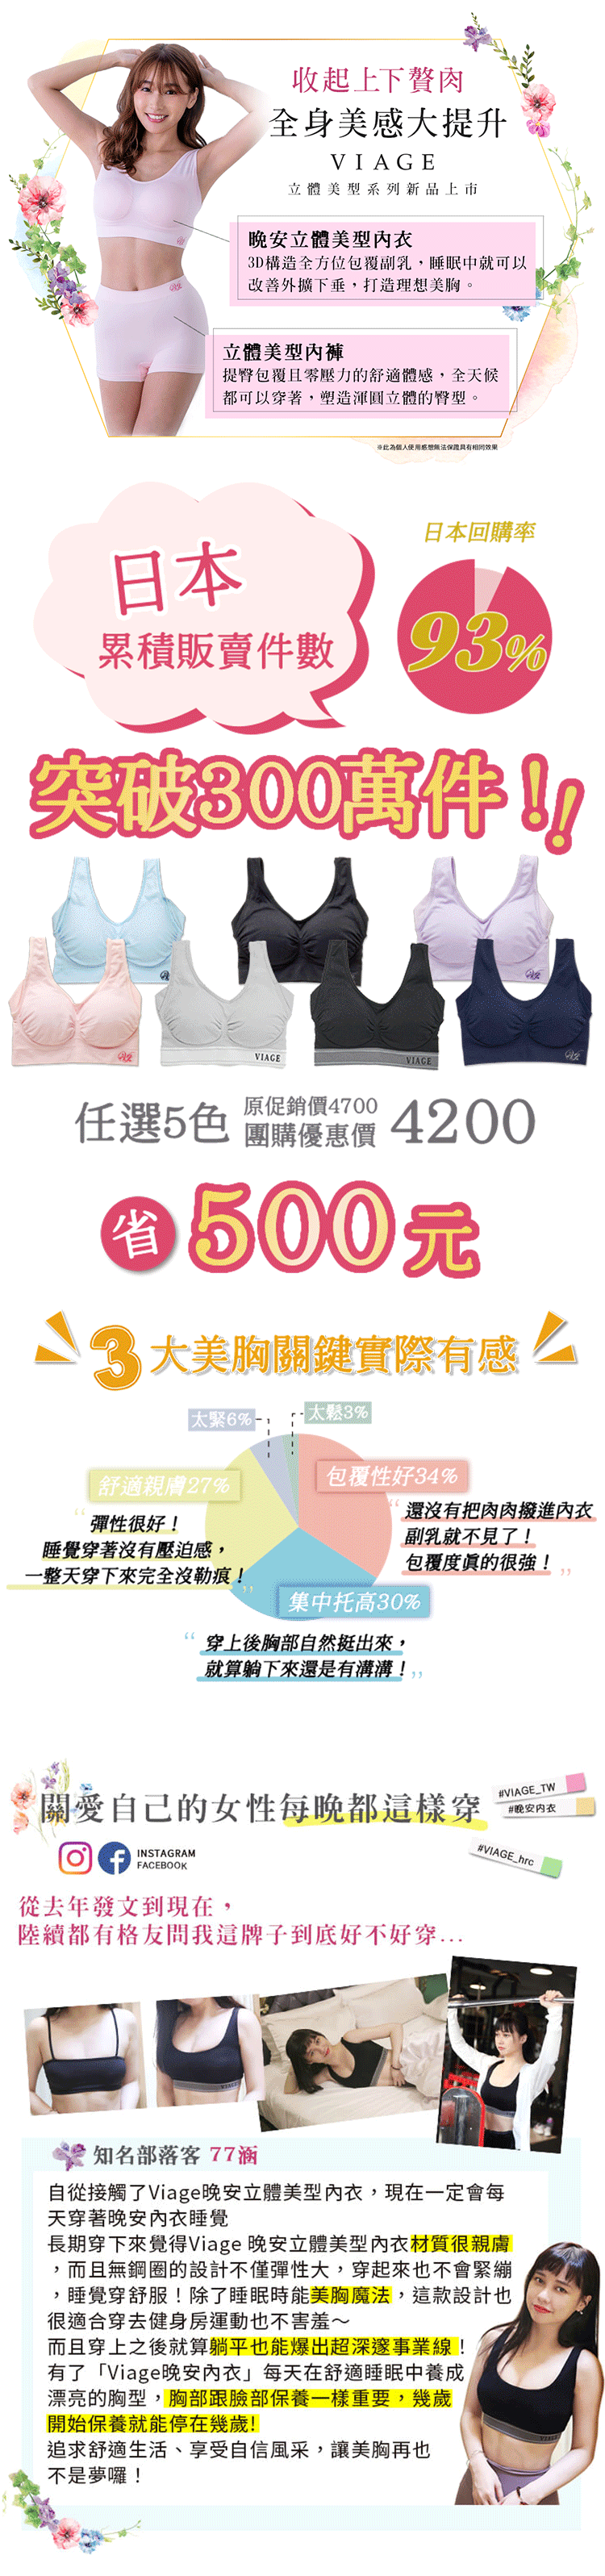 收起上下贅肉
全身美感大提升
VIAGE
立體美型系列新品上市
晚安立體美型內衣
3D構造全方位包覆副乳，睡眠中就可以
改善外擴下垂，打造理想美胸。
立體美型內褲
提臀包覆且零壓力的舒適體感，全天候
都可以穿著，塑造渾圓立體的臀型。
※此為個人使用感想無法保證具有相同效果
日本
累積販賣件數
日本回購率
93%
突破300萬件!!
VIAGE
VIAGE
任選5色
原促銷價4700
團購優惠價
4200
省500元
3大美胸關鍵實際有感
太緊6%
太鬆3%
舒適親膚27%
包覆性好34%
“彈性很好！
睡覺穿著沒有壓迫感，
一整天穿下來完全沒勒痕！”
“還沒有把肉肉撥進內衣
副乳就不見了！
包覆度真的很強！”
集中托高30%
“穿上後胸部自然挺出來，
就算躺下來還是有溝溝！”
關愛自己的女性每晚都這樣穿
#VIAGE_TW
#晚安內衣
#VIAGE_hrc
INSTAGRAM
FACEBOOK
從去年發文到現在，
陸續都有格友問我這牌子到底好不好穿...
VIAGE
知名部落客 77涵
自從接觸了Viage晚安立體美型內衣，現在一定會每
天穿著晚安內衣睡覺
長期穿下來覺得Viage 晚安立體美型內衣材質很親膚
，而且無鋼圈的設計不僅彈性大，穿起來也不會緊繃
，睡覺穿舒服！除了睡眠時能美胸魔法，這款設計也
很適合穿去健身房運動也不害羞～
而且穿上之後就算躺平也能爆出超深邃事業線！
有了「Viage晚安內衣」每天在舒適睡眠中養成
漂亮的胸型，胸部跟臉部保養一樣重要，幾歲
開始保養就能停在幾歲!
追求舒適生活、享受自信風采，讓美胸再也
不是夢囉！
VIAGE